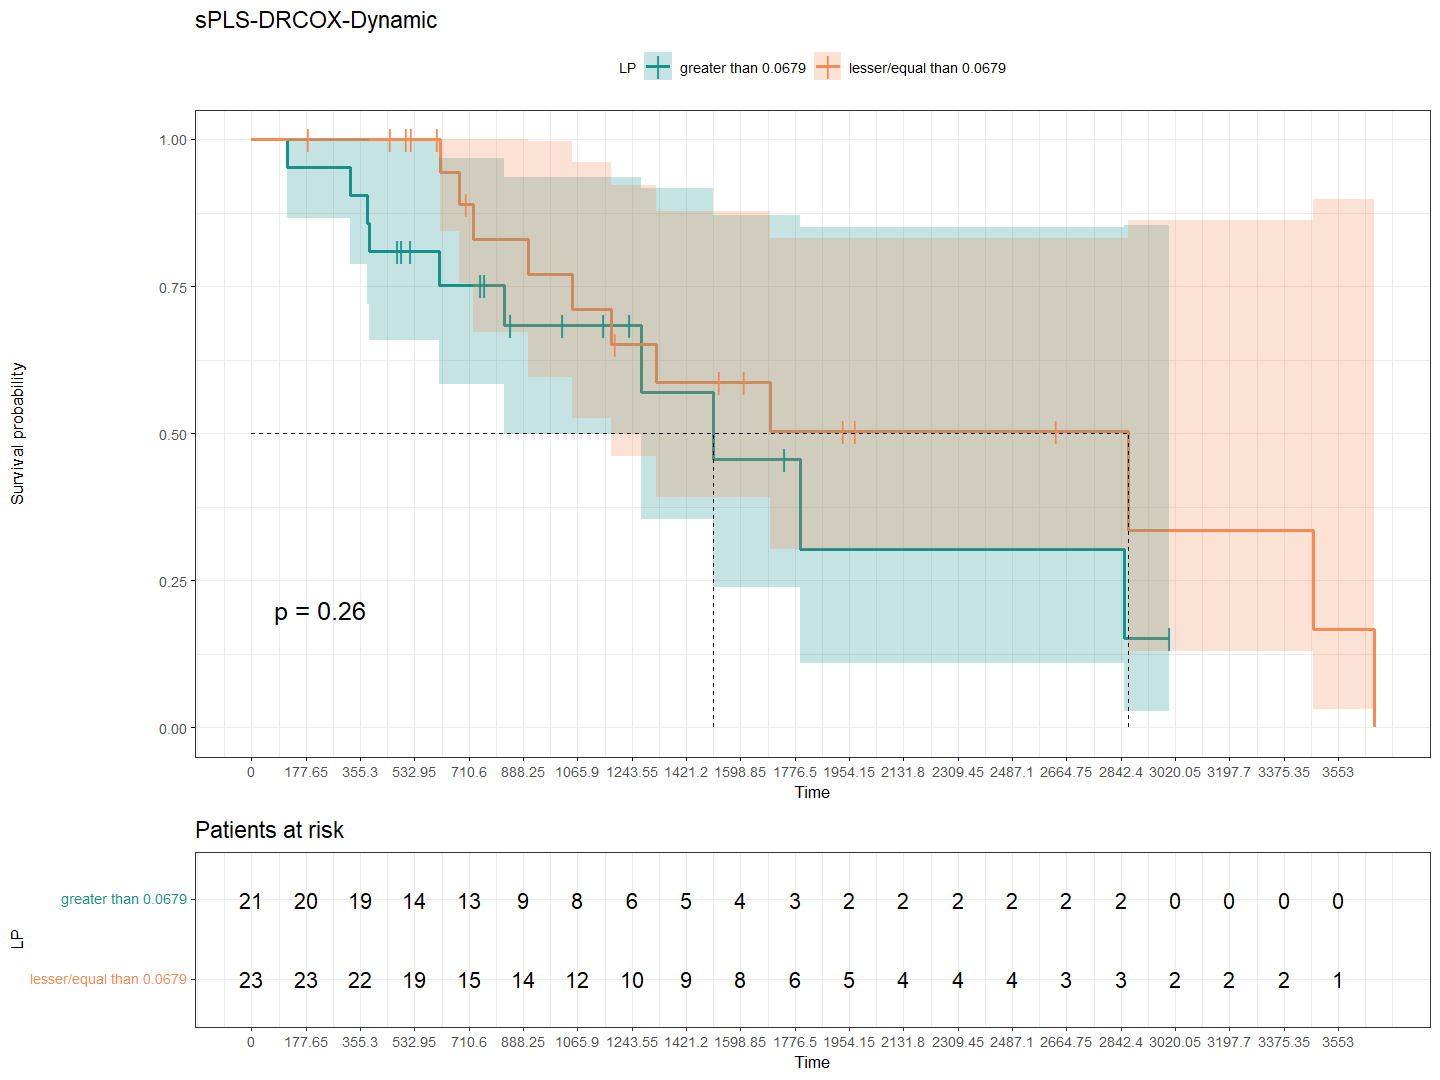 sPLS-DRCOX-Dynamic
LP greater than 0.0679 lesser/equal than 0.0679
1.00
0.75
0.50
0.25
0.00
Survival probability
p = 0.26
0 177.65 355.3 532.95 710.6 888.25 1065.9 1243.55 1421.2 1598.85 1776.5 1954.15 2131.8 2309.45 2487.1 2664.75 2842.4 3020.05 3197.7 3375.35 3553
Time
Patients at risk
LP
greater than 0.0679 21 20 19 14 13 9 8 6 5 4 3 2 2 2 2 2 2 0 0 0 0
lesser/equal than 0.0679 23 23 22 19 15 14 12 10 9 8 6 5 4 4 4 3 3 2 2 2 1
0 177.65 355.3 532.95 710.6 888.25 1065.9 1243.55 1421.2 1598.85 1776.5 1954.15 2131.8 2309.45 2487.1 2664.75 2842.4 3020.05 3197.7 3375.35 3553
Time